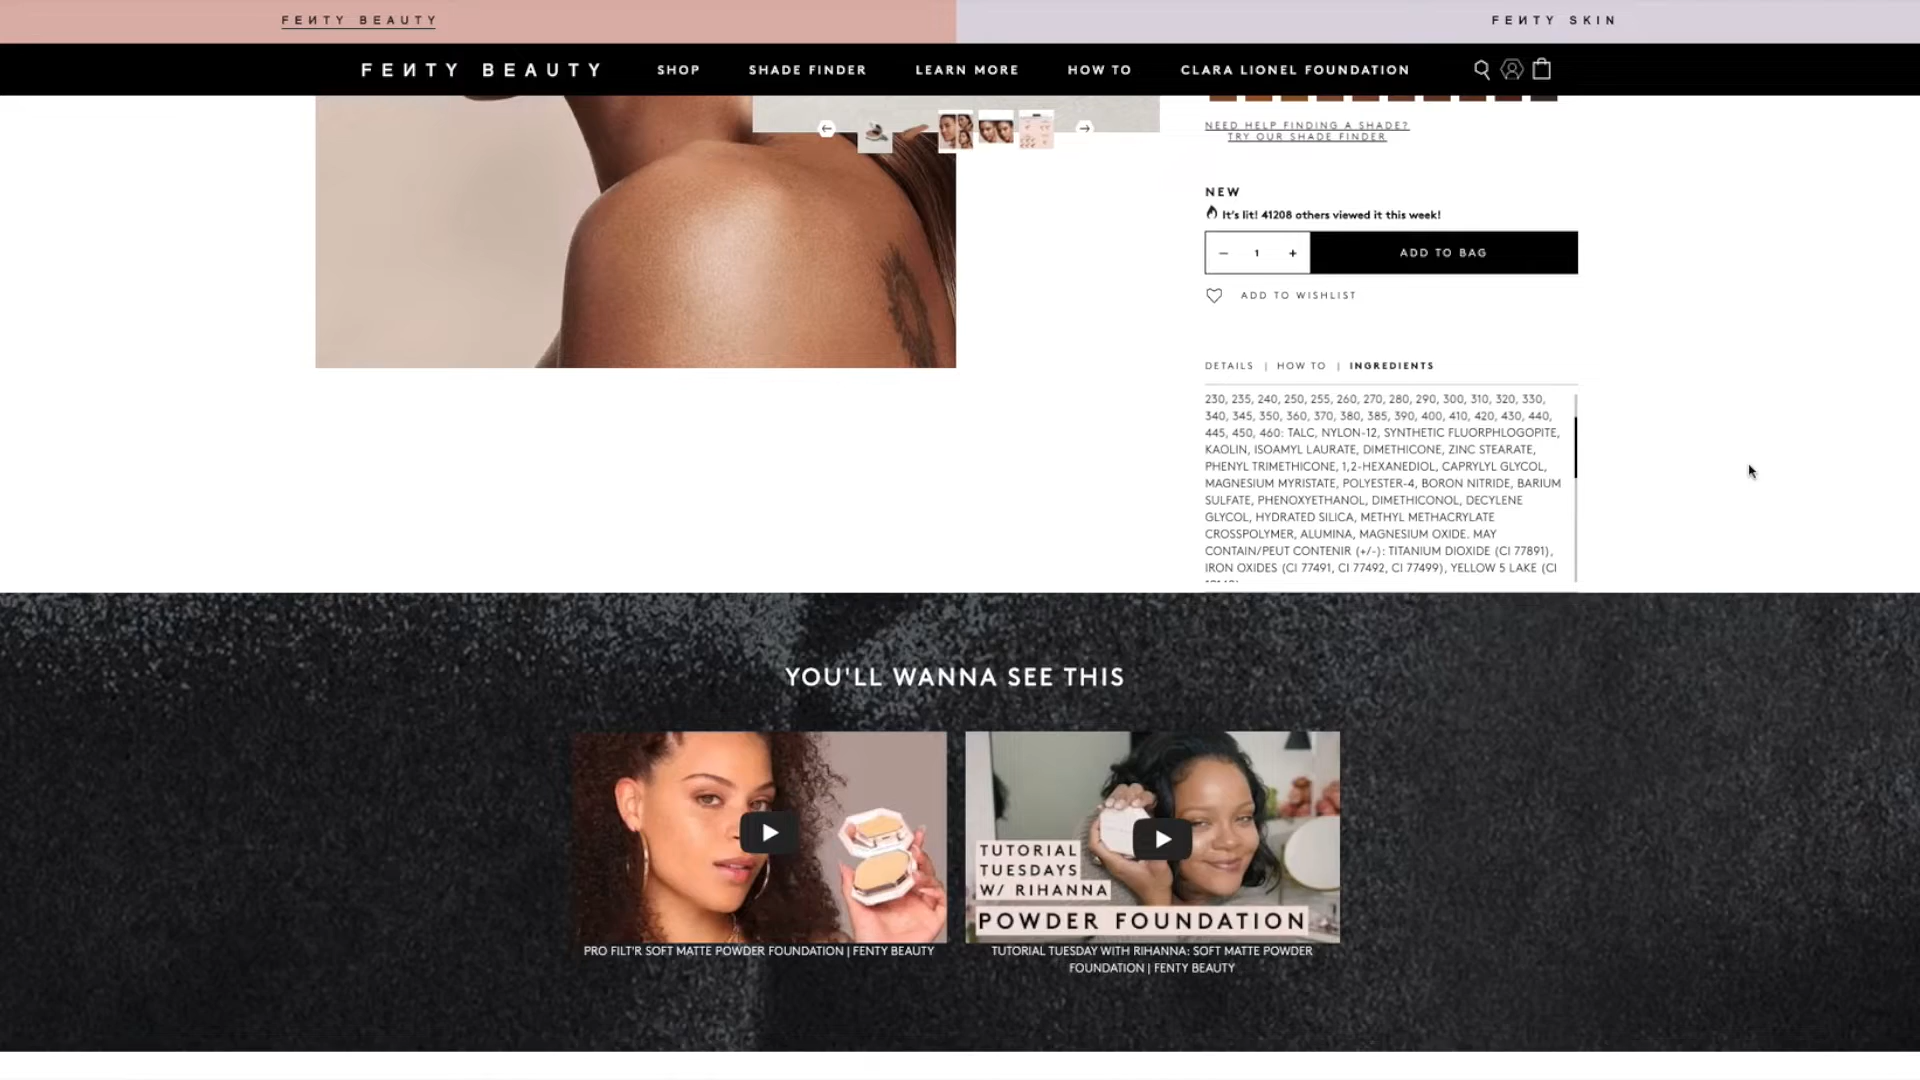 FEИTY BEAUTY
FEИTY SKIN
FEИTY BEAUTY
SHOP
SHADE FINDER
LEARN MORE
HOW TO
CLARA LIONEL FOUNDATION
NEED HELP FINDING A SHADE?
TRY OUR SHADE FINDER
NEW
It's lit! 41208 others viewed it this week!
− 1 +
ADD TO BAG
ADD TO WISHLIST
DETAILS | HOW TO | INGREDIENTS
230, 235, 240, 250, 255, 260, 270, 280, 290, 300, 310, 320, 330,
340, 345, 350, 360, 370, 380, 385, 390, 400, 410, 420, 430, 440,
445, 450, 460: TALC, NYLON-12, SYNTHETIC FLUORPHLOGOPITE,
KAOLIN, ISOAMYL LAURATE, DIMETHICONE, ZINC STEARATE,
PHENYL TRIMETHICONE, 1,2-HEXANEDIOL, CAPRYLYL GLYCOL,
MAGNESIUM MYRISTATE, POLYESTER-4, BORON NITRIDE, BARIUM
SULFATE, PHENOXYETHANOL, DIMETHICONOL, DECYLENE
GLYCOL, HYDRATED SILICA, METHYL METHACRYLATE
CROSSPOLYMER, ALUMINA, MAGNESIUM OXIDE. MAY
CONTAIN/PEUT CONTENIR (+/-): TITANIUM DIOXIDE (CI 77891),
IRON OXIDES (CI 77491, CI 77492, CI 77499), YELLOW 5 LAKE (CI
YOU'LL WANNA SEE THIS
TUTORIAL
TUESDAYS
W/ RIHANNA
POWDER FOUNDATION
PRO FILT'R SOFT MATTE POWDER FOUNDATION | FENTY BEAUTY
TUTORIAL TUESDAY WITH RIHANNA: SOFT MATTE POWDER
FOUNDATION | FENTY BEAUTY